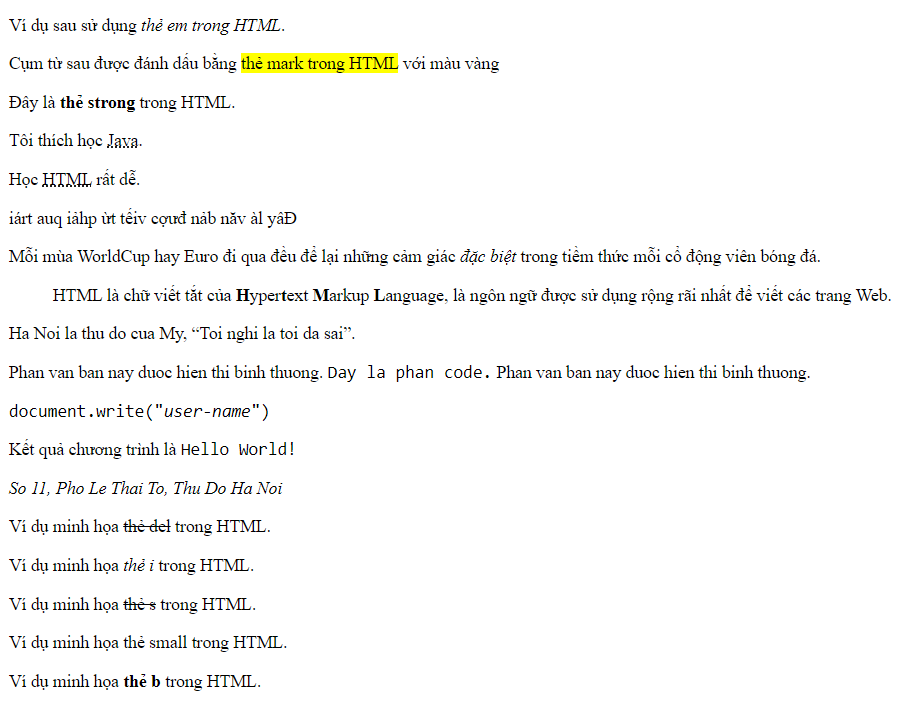 Ví dụ sau sử dụng thẻ em trong HTML.
Cụm từ sau được đánh dấu bằng thẻ mark trong HTML với màu vàng
Đây là thẻ strong trong HTML.
Tôi thích học Java.
Học HTML rất dễ.
iárt auq iảhp ừt tếiv cợưđ nảb năv àl yâĐ
Mỗi mùa WorldCup hay Euro đi qua đều để lại những cảm giác đặc biệt trong tiềm thức mỗi cổ động viên bóng đá.
HTML là chữ viết tắt của Hypertext Markup Language, là ngôn ngữ được sử dụng rộng rãi nhất để viết các trang Web.
Ha Noi la thu do cua My, “Toi nghi la toi da sai”.
Phan van ban nay duoc hien thi binh thuong. Day la phan code. Phan van ban nay duoc hien thi binh thuong.
document.write("user-name")
Kết quả chương trình là Hello World!
So 11, Pho Le Thai To, Thu Do Ha Noi
Ví dụ minh họa thẻ del trong HTML.
Ví dụ minh họa thẻ i trong HTML.
Ví dụ minh họa thẻ s trong HTML.
Ví dụ minh họa thẻ small trong HTML.
Ví dụ minh họa thẻ b trong HTML.